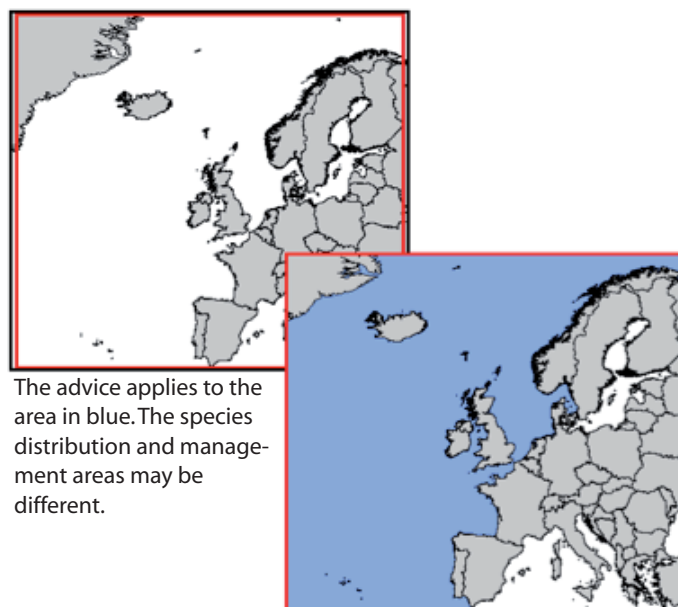 The advice applies to the
area in blue. The species
distribution and manage-
ment areas may be
different.